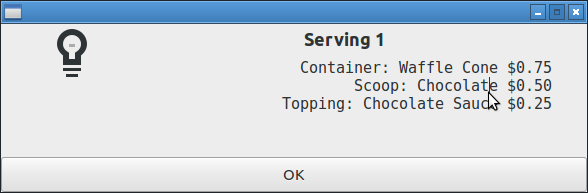 Serving 1
Container: Waffle Cone $0.75
Scoop: Chocolate $0.50
Topping: Chocolate Sauce $0.25
OK